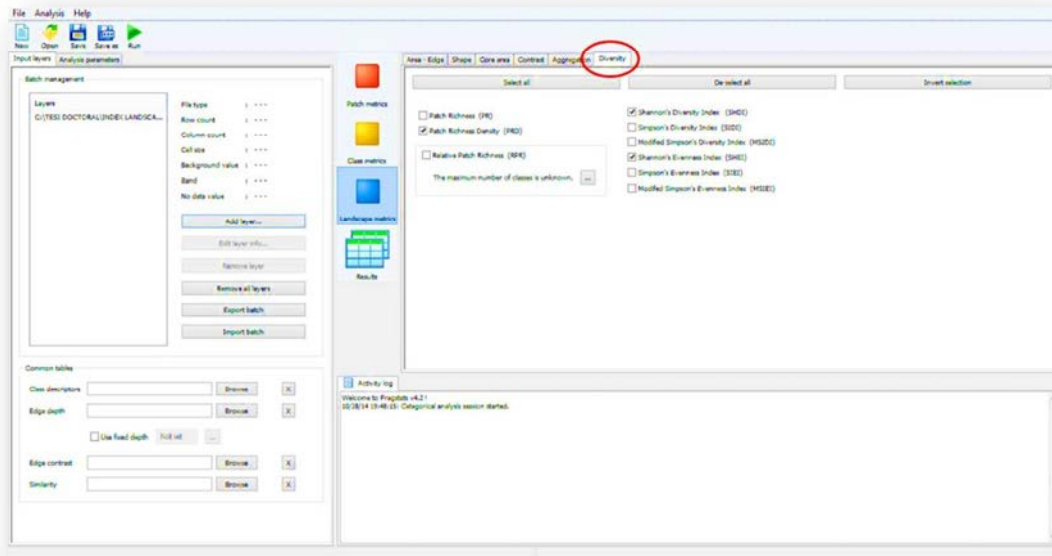 File Analysis Help
New Open Save Save as Run
Input layers Analysis parameters
Batch management
Layers
C:\TESI DOCTORAL\INDEX LANDSCA...
File type : ---
Row count : ---
Column count : ---
Cell size : ---
Background value : ---
Band : ---
No data value : ---
Add layer...
Edit layer info...
Remove layer
Remove all layers
Export batch
Import batch
Common tables
Class descriptors Browse X
Edge depth Browse X
Use fixed depth Not set ...
Edge contrast Browse X
Similarity Browse X
Patch metrics
Class metrics
Landscape metrics
Results
Area - Edge Shape Core area Contrast Aggregation Diversity
Select all De-select all Invert selection
Patch Richness (PR)
Patch Richness Density (PRD)
Relative Patch Richness (RPR)
The maximum number of classes is unknown. ...
Shannon's Diversity Index (SHDI)
Simpson's Diversity Index (SIDI)
Modified Simpson's Diversity Index (MSIDI)
Shannon's Evenness Index (SHEI)
Simpson's Evenness Index (SIEI)
Modified Simpson's Evenness Index (MSIEI)
Activity log
Welcome to Fragstats v4.2!
10/18/14 19:48:15: Categorical analysis session started.